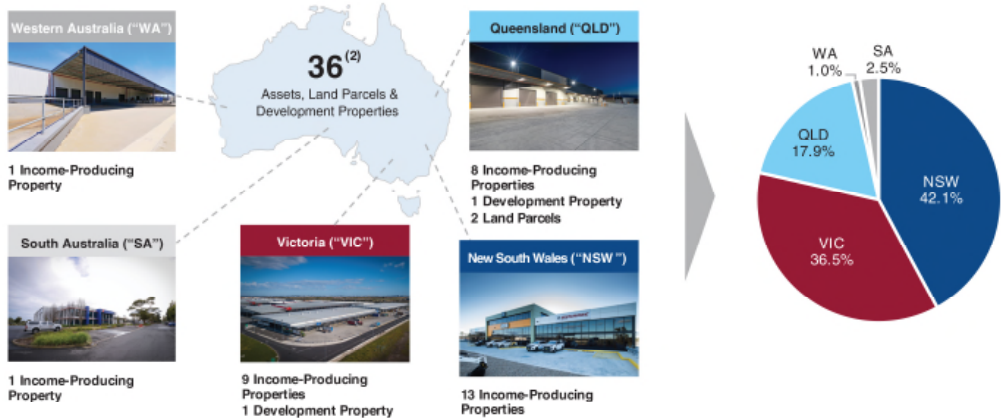 Western Australia (“WA”)
1 Income-Producing
Property
36(2)
Assets, Land Parcels &
Development Properties
Queensland (“QLD”)
8 Income-Producing
Properties
1 Development Property
2 Land Parcels
South Australia (“SA”)
1 Income-Producing
Property
Victoria (“VIC”)
9 Income-Producing
Properties
1 Development Property
New South Wales (“NSW ”)
13 Income-Producing
Properties
WA
1.0%
SA
2.5%
QLD
17.9%
NSW
42.1%
VIC
36.5%